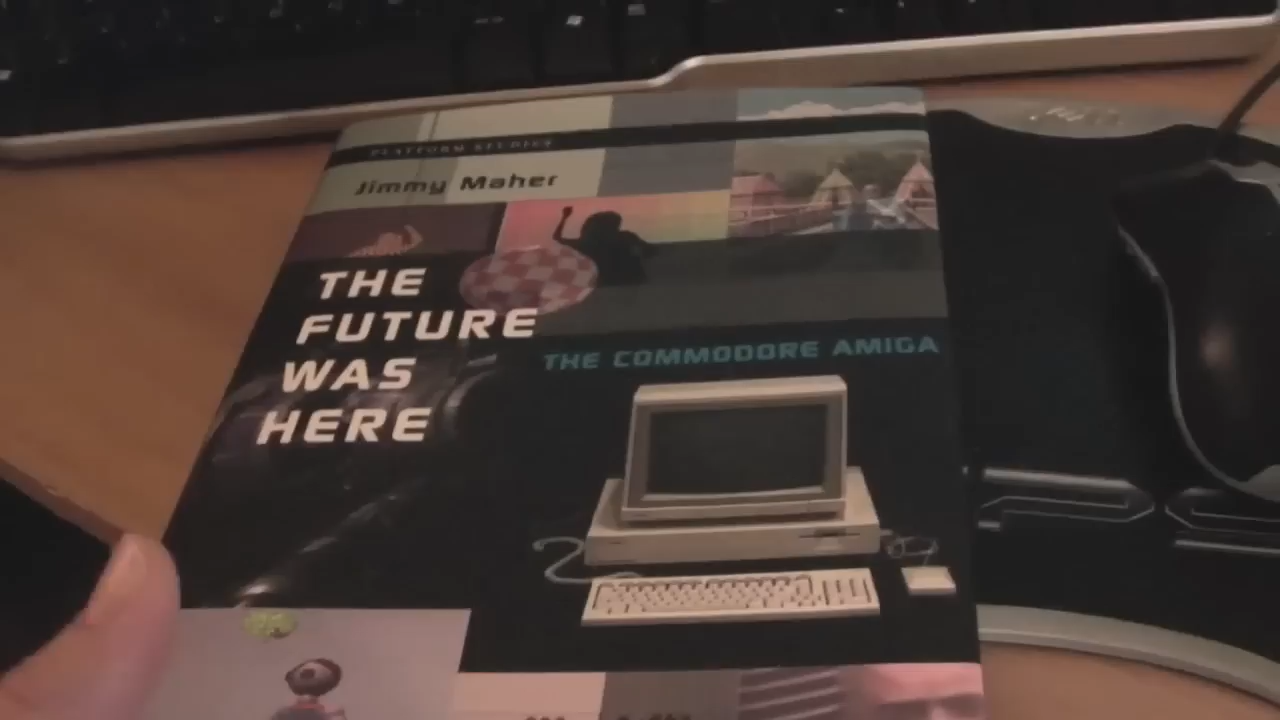 PLATFORM STUDIES
Jimmy Maher
THE
FUTURE
WAS
HERE
THE COMMODORE AMIGA